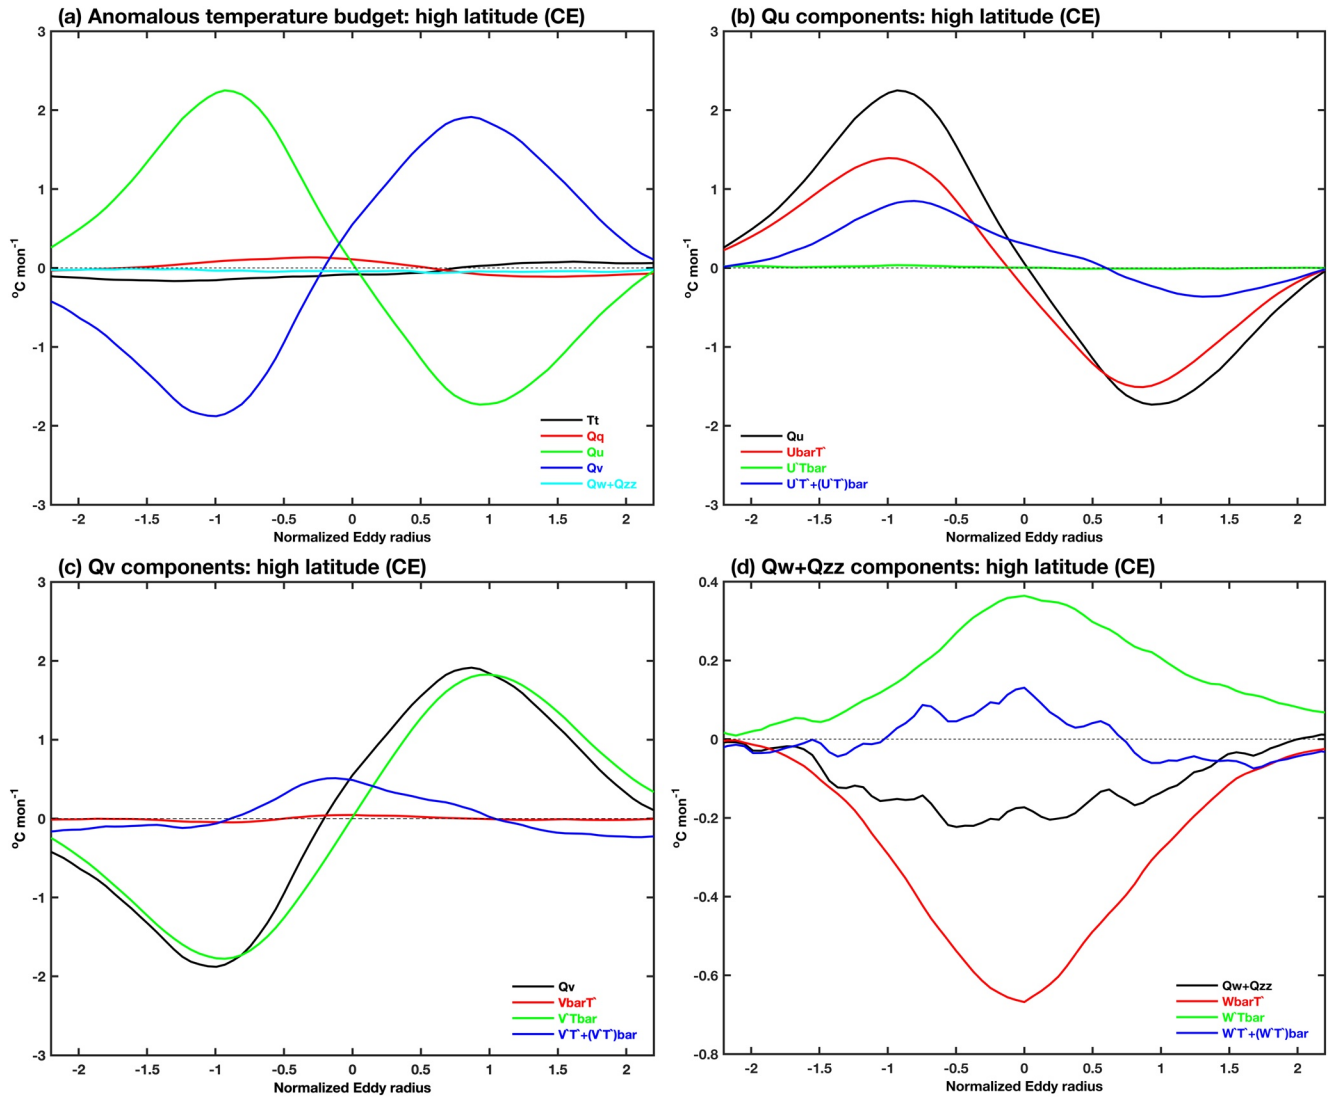 (a) Anomalous temperature budget: high latitude (CE)
3
2
1
0
-1
-2
-3
°C mon-1
-2
-1.5
-1
-0.5
0
0.5
1
1.5
2
Normalized Eddy radius
Tt
Qq
Qu
Qv
Qw+Qzz
(b) Qu components: high latitude (CE)
3
2
1
0
-1
-2
-3
°C mon-1
-2
-1.5
-1
-0.5
0
0.5
1
1.5
2
Normalized Eddy radius
Qu
UbarT`
U`Tbar
U`T`+(U`T`)bar
(c) Qv components: high latitude (CE)
3
2
1
0
-1
-2
-3
°C mon-1
-2
-1.5
-1
-0.5
0
0.5
1
1.5
2
Normalized Eddy radius
Qv
VbarT`
V`Tbar
V`T`+(V`T`)bar
(d) Qw+Qzz components: high latitude (CE)
0.4
0.2
0
-0.2
-0.4
-0.6
-0.8
°C mon-1
-2
-1.5
-1
-0.5
0
0.5
1
1.5
2
Normalized Eddy radius
Qw+Qzz
WbarT`
W`Tbar
W`T`+(W`T`)bar